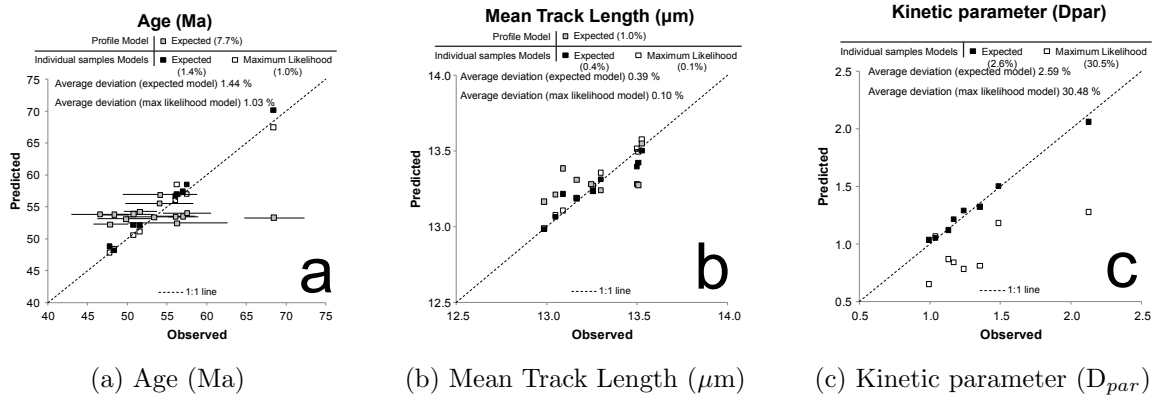 Age (Ma)
Profile Model
Expected (7.7%)
Individual samples Models
Expected
(1.4%)
Maximum Likelihood
(1.0%)
Average deviation (expected model) 1.44 %
Average deviation (max likelihood model) 1.03 %
75
70
65
60
55
50
45
40
Predicted
40 45 50 55 60 65 70 75
Observed
1:1 line
a
Mean Track Length (µm)
Profile Model
Expected (1.0%)
Individual samples Models
Expected
(0.4%)
Maximum Likelihood
(0.1%)
Average deviation (expected model) 0.39 %
Average deviation (max likelihood model) 0.10 %
14.0
13.5
13.0
12.5
Predicted
12.5 13.0 13.5 14.0
Observed
1:1 line
b
Kinetic parameter (Dpar)
Individual samples Models
Expected
(2.6%)
Maximum Likelihood
(30.5%)
Average deviation (expected model) 2.59 %
Average deviation (max likelihood model) 30.48 %
2.5
2.0
1.5
1.0
0.5
Predicted
0.5 1.0 1.5 2.0 2.5
Observed
1:1 line
c
(a) Age (Ma)
(b) Mean Track Length (µm)
(c) Kinetic parameter (Dpar)